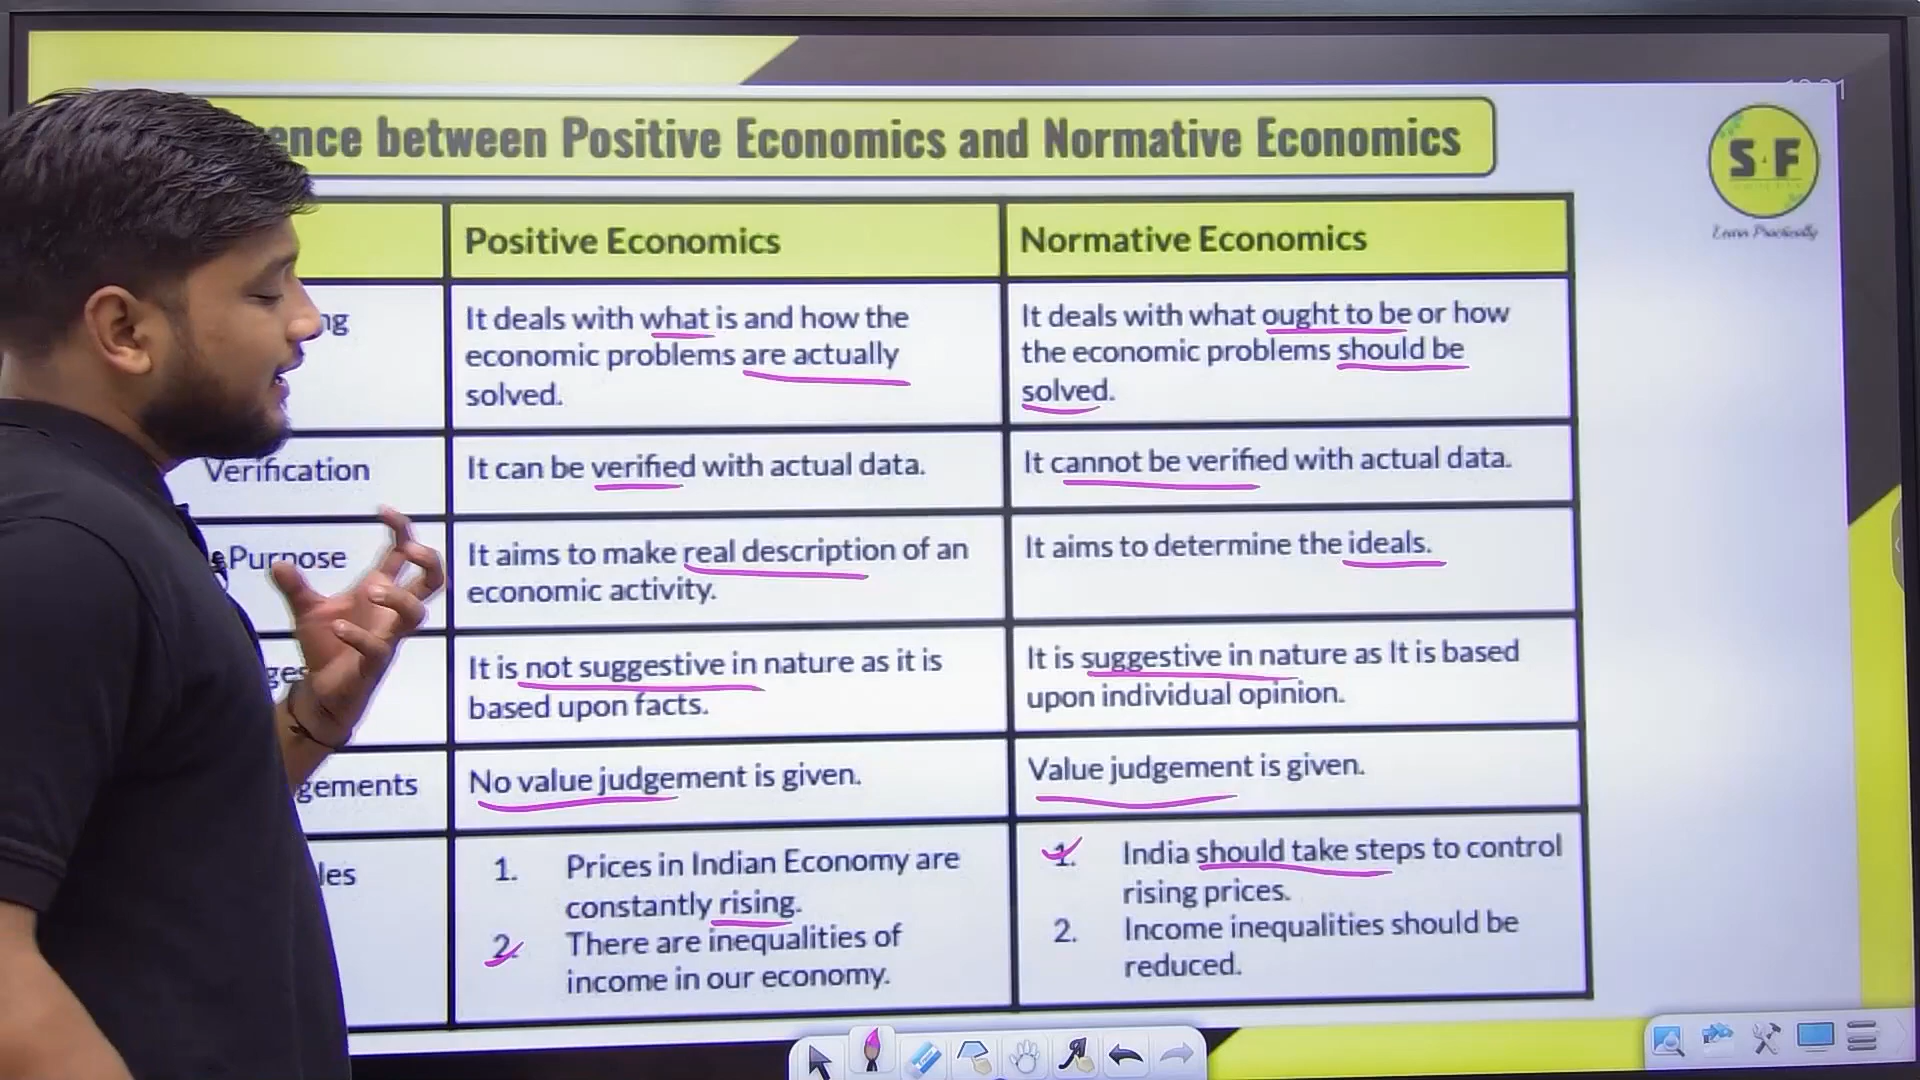 between Positive Economics and Normative Economics
S·F
Learn Practically
Positive Economics
Normative Economics
It deals with what is and how the
economic problems are actually
solved.
It deals with what ought to be or how
the economic problems should be
solved.
Verification
It can be verified with actual data.
It cannot be verified with actual data.
Purpose
It aims to make real description of an
economic activity.
It aims to determine the ideals.
It is not suggestive in nature as it is
based upon facts.
It is suggestive in nature as It is based
upon individual opinion.
No value judgement is given.
Value judgement is given.
1. Prices in Indian Economy are
constantly rising.
2. There are inequalities of
income in our economy.
1. India should take steps to control
rising prices.
2. Income inequalities should be
reduced.